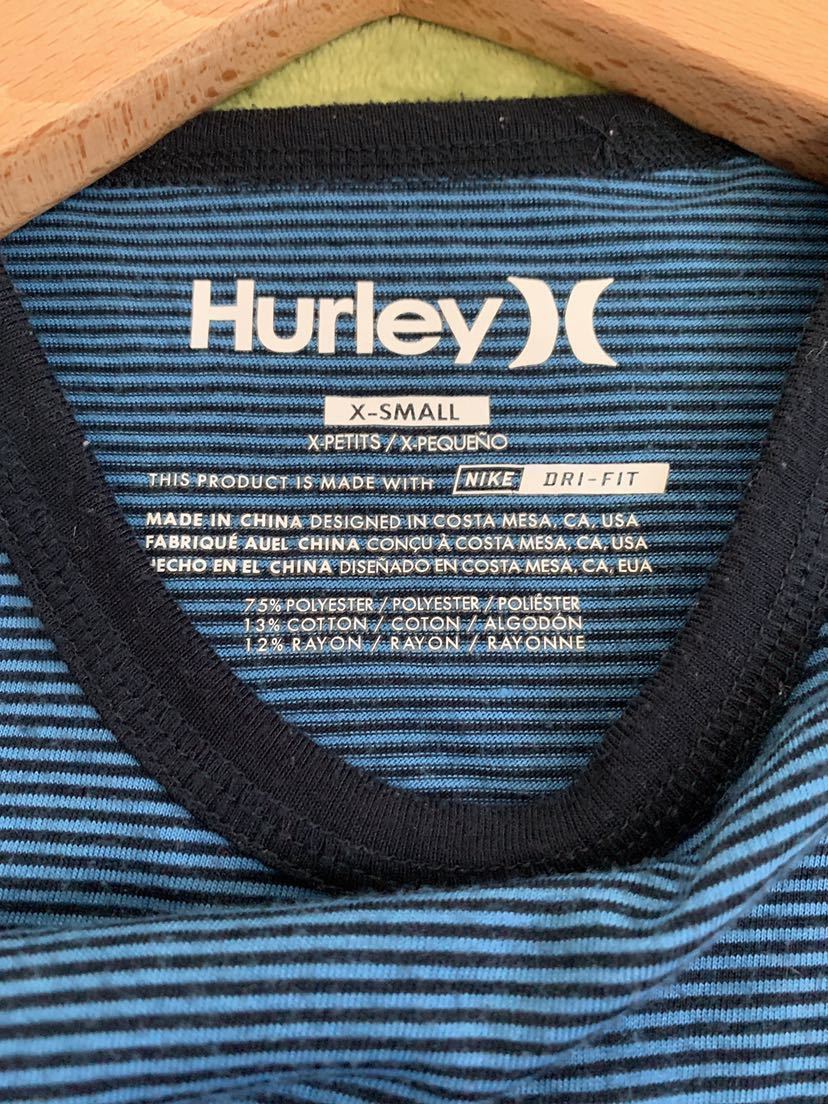 Hurley
X-SMALL
X-PETITS / X-PEQUEÑO
THIS PRODUCT IS MADE WITH NIKE DRI-FIT
MADE IN CHINA DESIGNED IN COSTA MESA, CA, USA
FABRIQUÉ AUEL CHINA CONÇU À COSTA MESA, CA, USA
HECHO EN EL CHINA DISEÑADO EN COSTA MESA, CA, EUA
75% POLYESTER / POLYESTER / POLIÉSTER
13% COTTON / COTON / ALGODÓN
12% RAYON / RAYON / RAYONNE